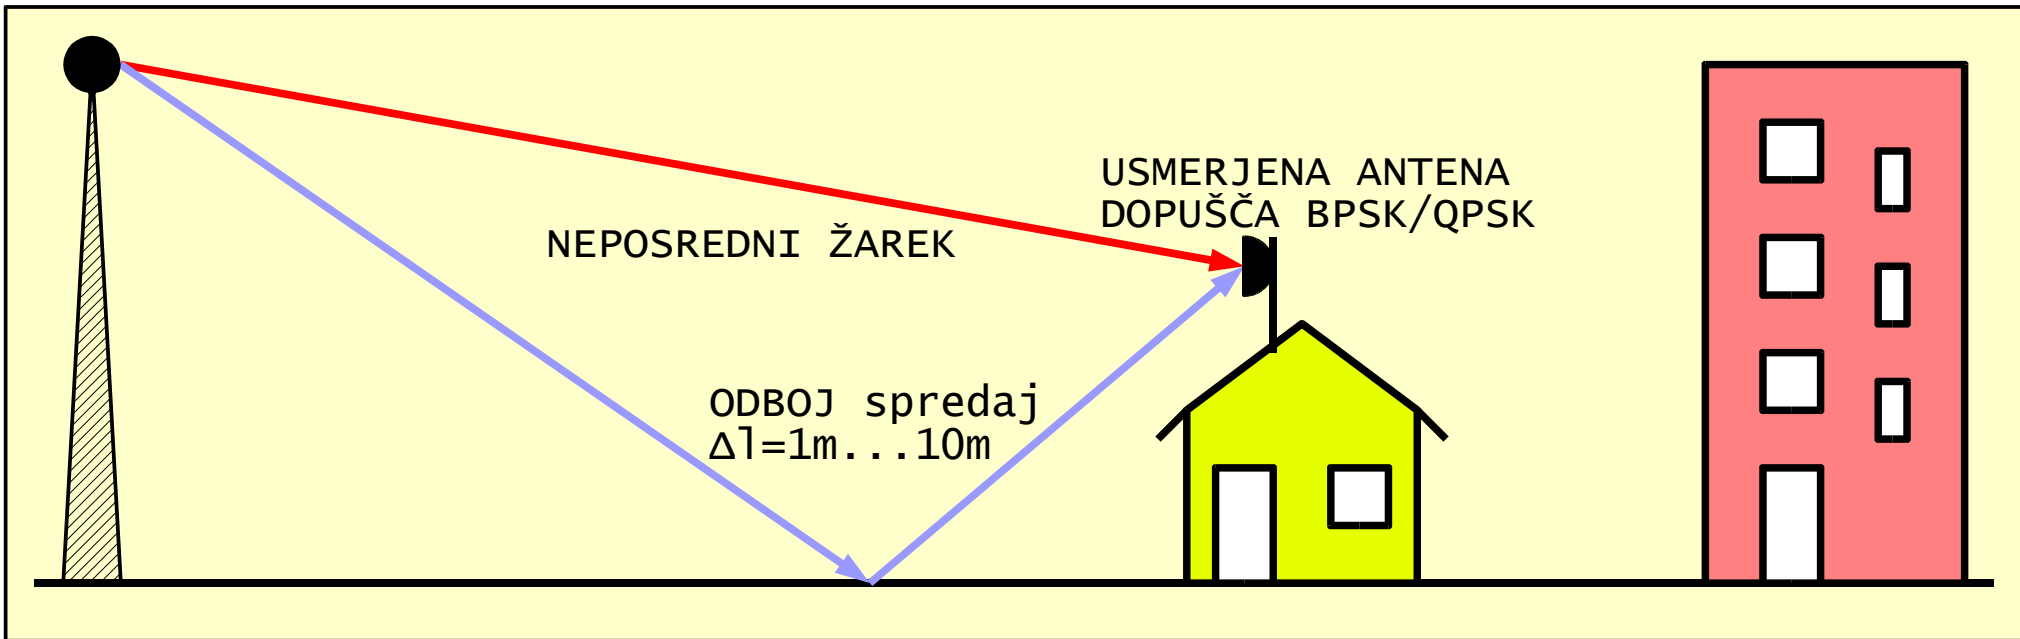 USMERJENA ANTENA
DOPUŠČA BPSK/QPSK
NEPOSREDNI ŽAREK
ODBOJ spredaj
Δl=1m...10m